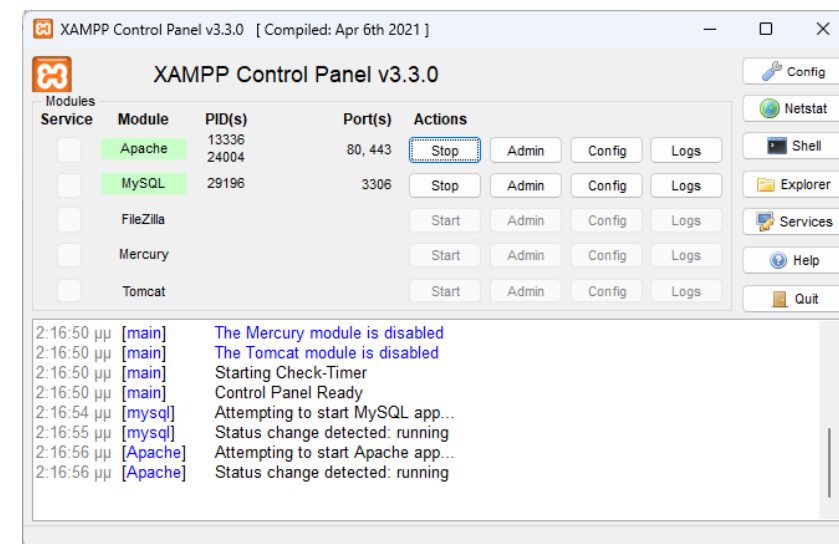 XAMPP Control Panel v3.3.0 [ Compiled: Apr 6th 2021 ]
XAMPP Control Panel v3.3.0
Config
Modules
Service Module PID(s) Port(s) Actions
Netstat
Apache 13336 24004 80, 443 Stop Admin Config Logs
Shell
MySQL 29196 3306 Stop Admin Config Logs
Explorer
FileZilla Start Admin Config Logs
Services
Mercury Start Admin Config Logs
Help
Tomcat Start Admin Config Logs
Quit
2:16:50 μμ [main] The Mercury module is disabled
2:16:50 μμ [main] The Tomcat module is disabled
2:16:50 μμ [main] Starting Check-Timer
2:16:50 μμ [main] Control Panel Ready
2:16:54 μμ [mysql] Attempting to start MySQL app...
2:16:55 μμ [mysql] Status change detected: running
2:16:56 μμ [Apache] Attempting to start Apache app...
2:16:56 μμ [Apache] Status change detected: running